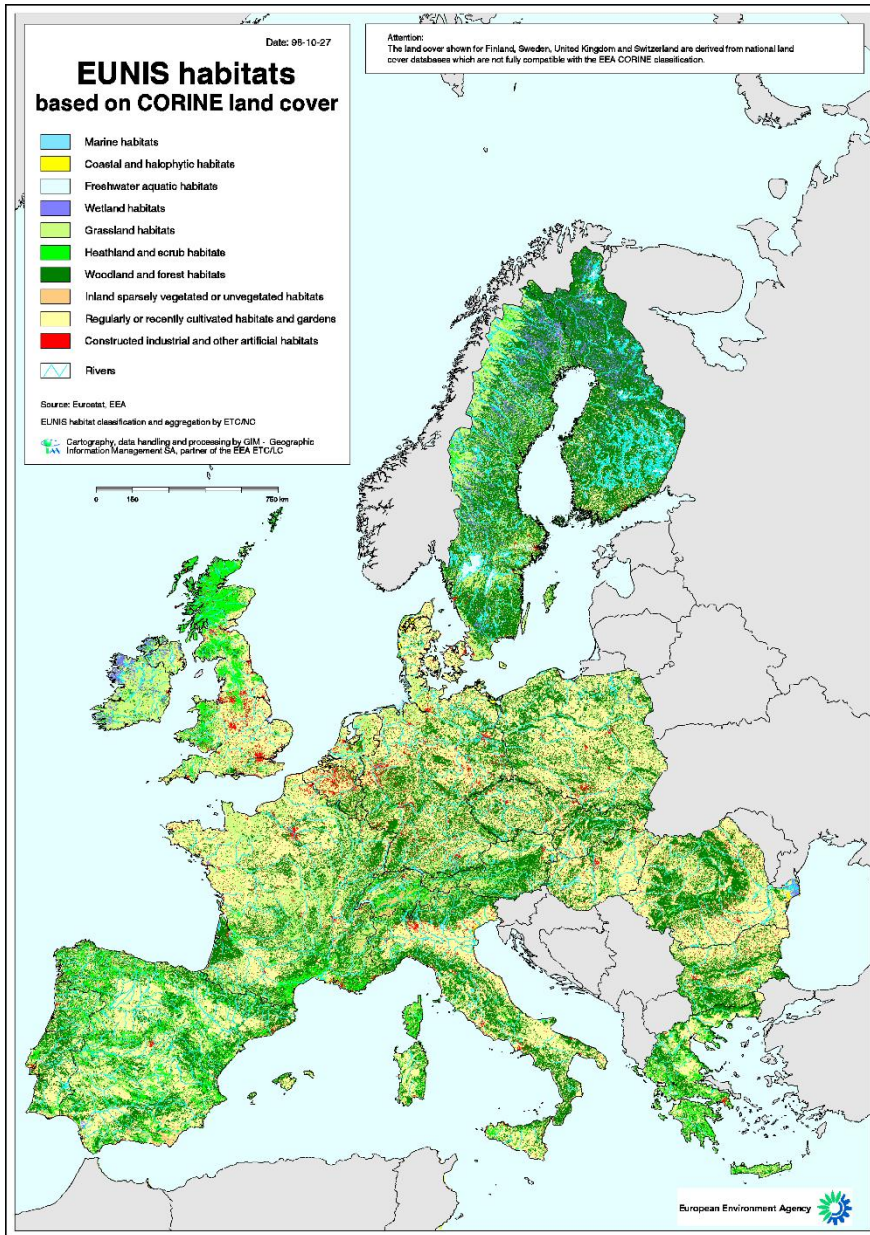 Date: 98-10-27
EUNIS habitats
based on CORINE land cover
Marine habitats
Coastal and halophytic habitats
Freshwater aquatic habitats
Wetland habitats
Grassland habitats
Heathland and scrub habitats
Woodland and forest habitats
Inland sparsely vegetated or unvegetated habitats
Regularly or recently cultivated habitats and gardens
Constructed industrial and other artificial habitats
Rivers
Source: Eurostat, EEA
EUNIS habitat classification and aggregation by ETC/NC
Cartography, data handling and processing by GIM - Geographic
Information Management SA, partner of the EEA ETC/LC
Attention:
The land cover shown for Finland, Sweden, United Kingdom and Switzerland are derived from national land
cover databases which are not fully compatible with the EEA CORINE classification.
0 150 750 km
European Environment Agency